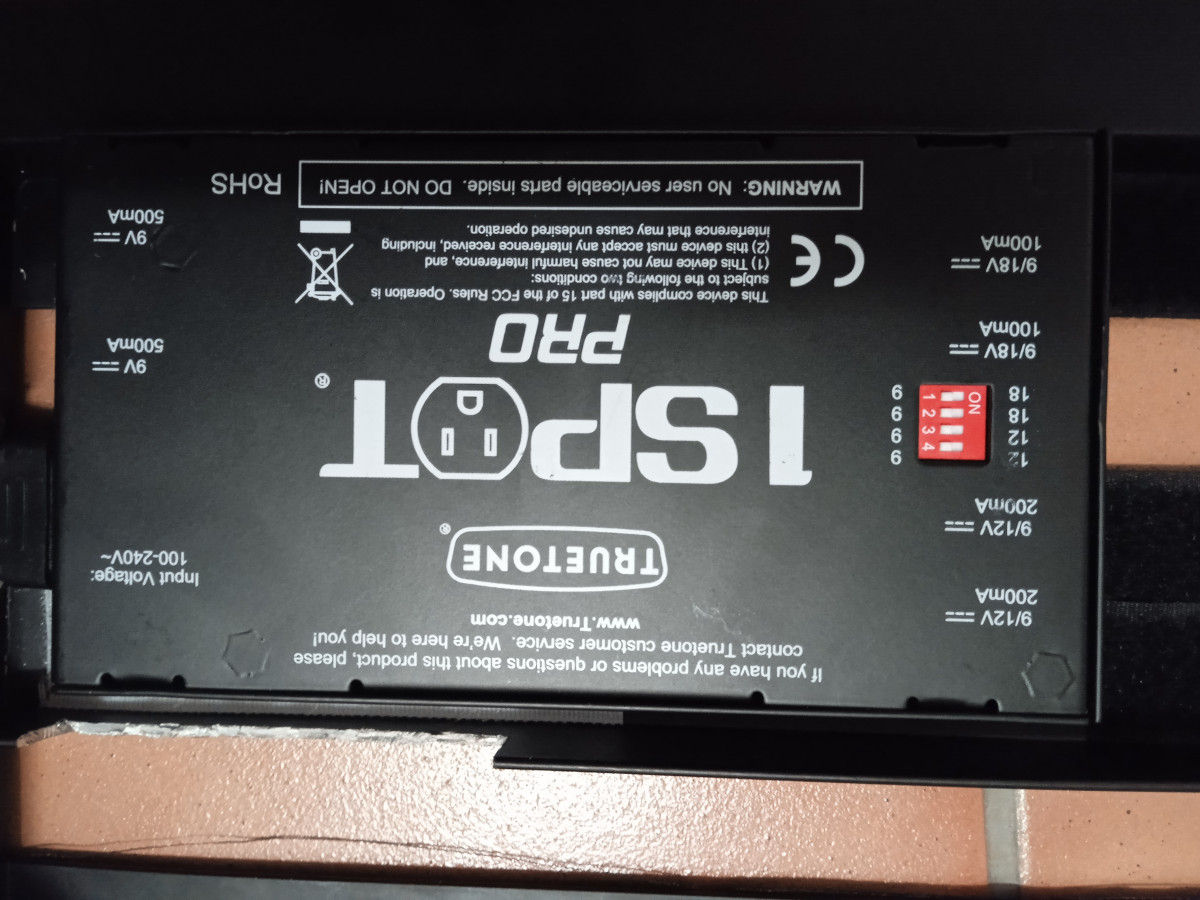 If you have any problems or questions about this product, please
contact Truetone customer service. We're here to help you!
www.Truetone.com
TRUETONE®
1SPOT®
PRO
This device complies with part 15 of the FCC Rules. Operation is
subject to the following two conditions:
(1) This device may not cause harmful interference, and
(2) this device must accept any interference received, including
interference that may cause undesired operation.
CE
WARNING: No user serviceable parts inside. DO NOT OPEN!
RoHS
9/12V
200mA
9/12V
200mA
12 9
12 9
18 9
18 9
ON
4
3
2
1
9/18V
100mA
9/18V
100mA
Input Voltage:
100-240V~
9V
500mA
9V
500mA